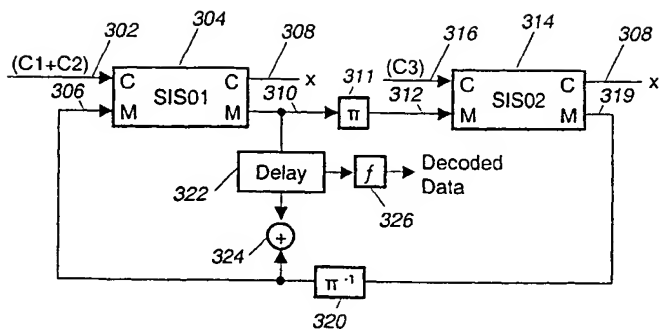 302
304
308
314
308
(C1+C2)
(C3)
316
311
C C
x
C C
x
306
SIS01
310
π
312
SIS02
319
M M
M M
322
Delay
f
Decoded
Data
326
324
+
π-1
320